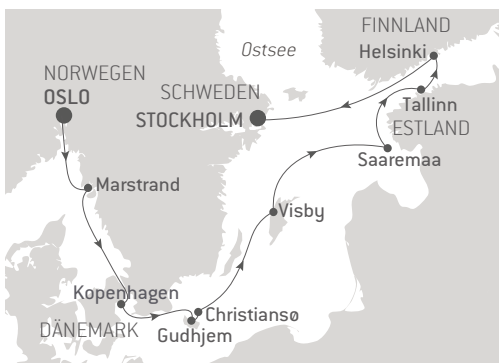 FINNLAND
Helsinki
Ostsee
NORWEGEN
OSLO
SCHWEDEN
STOCKHOLM
Tallinn
ESTLAND
Saaremaa
Marstrand
Visby
Kopenhagen
Christiansø
DÄNEMARK
Gudhjem